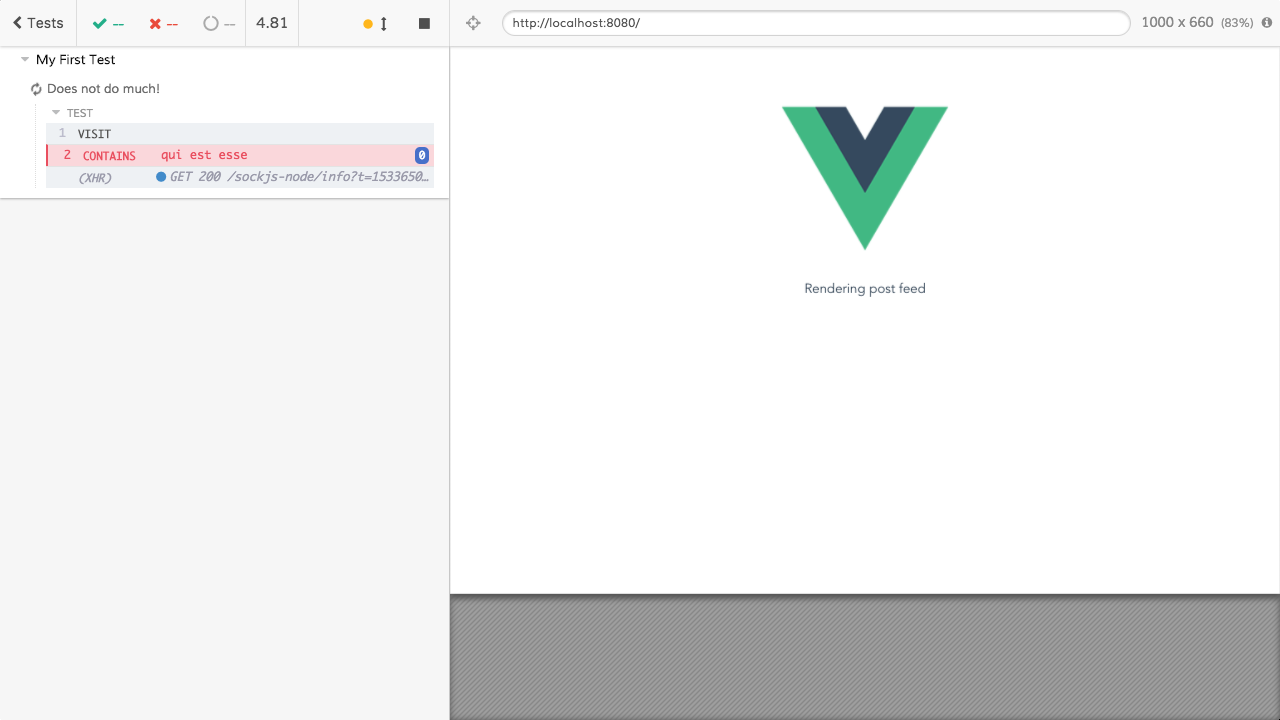 Tests -- -- -- 4.81
http://localhost:8080/ 1000 x 660 (83%)
My First Test
Does not do much!
TEST
1 VISIT
2 CONTAINS qui est esse 0
(XHR) GET 200 /sockjs-node/info?t=1533650…
Rendering post feed